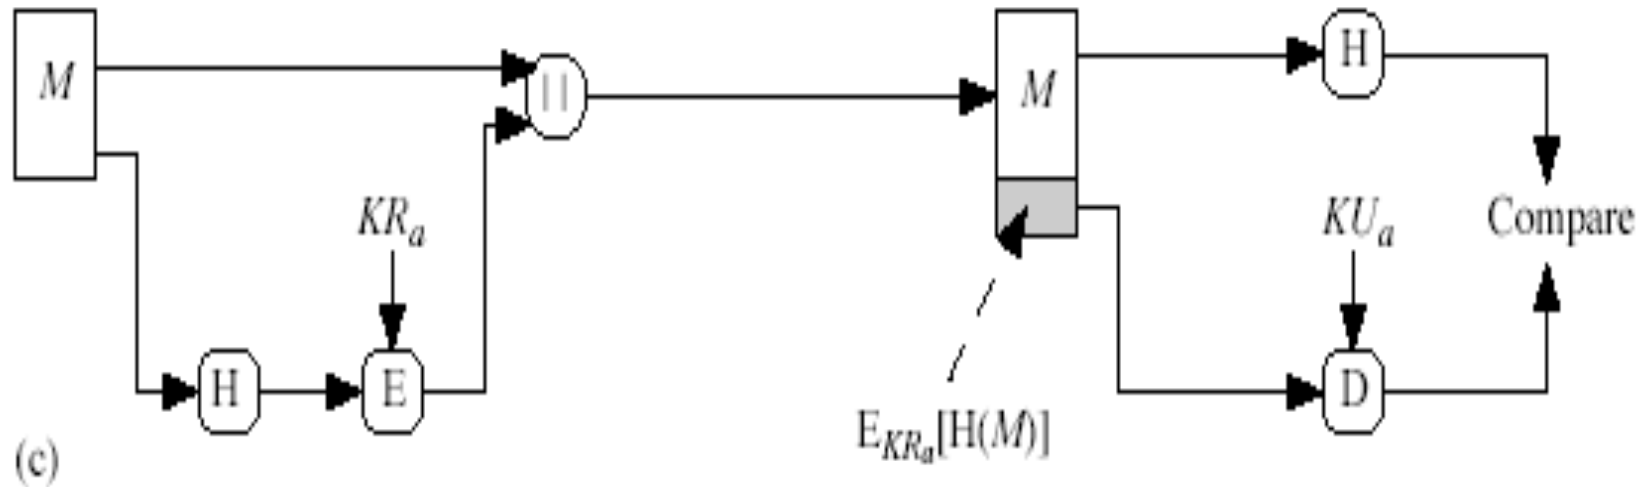 M
||
M
H
KRa
KUa
Compare
H
E
D
EKRa[H(M)]
(c)